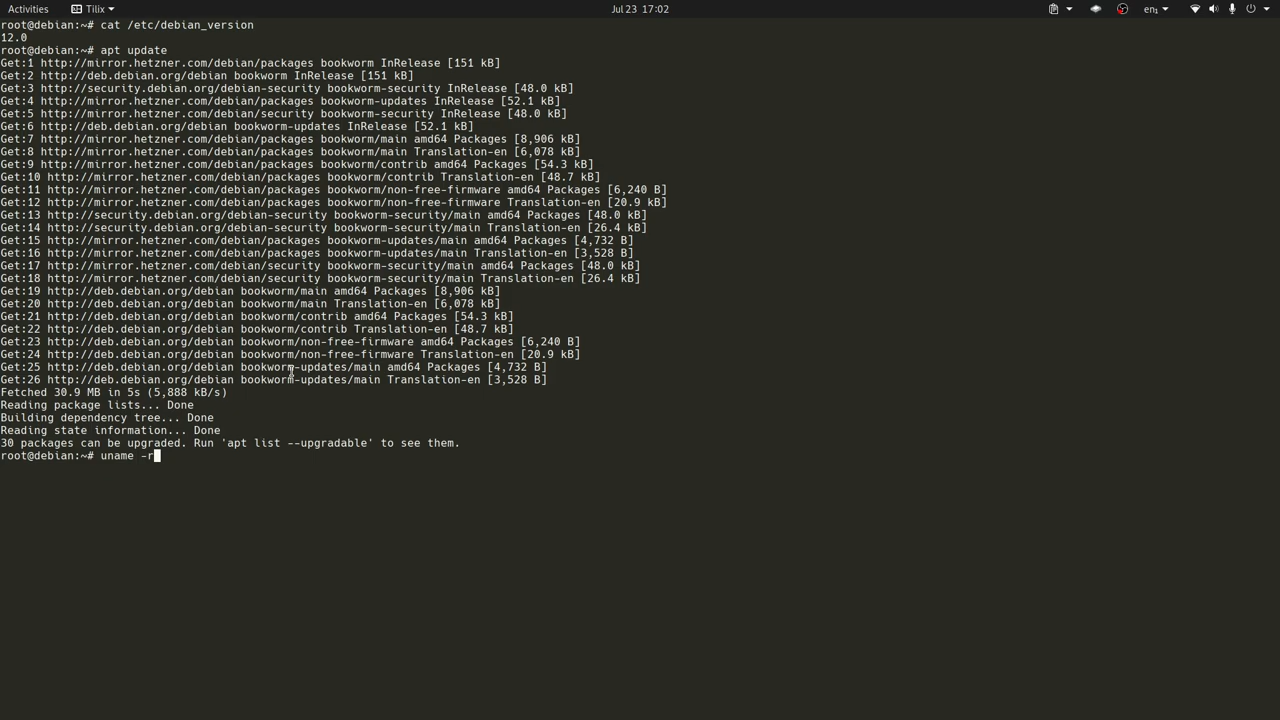 Activities Tilix Jul 23 17:02 en₁
root@debian:~# cat /etc/debian_version
12.0
root@debian:~# apt update
Get:1 http://mirror.hetzner.com/debian/packages bookworm InRelease [151 kB]
Get:2 http://deb.debian.org/debian bookworm InRelease [151 kB]
Get:3 http://security.debian.org/debian-security bookworm-security InRelease [48.0 kB]
Get:4 http://mirror.hetzner.com/debian/packages bookworm-updates InRelease [52.1 kB]
Get:5 http://mirror.hetzner.com/debian/security bookworm-security InRelease [48.0 kB]
Get:6 http://deb.debian.org/debian bookworm-updates InRelease [52.1 kB]
Get:7 http://mirror.hetzner.com/debian/packages bookworm/main amd64 Packages [8,906 kB]
Get:8 http://mirror.hetzner.com/debian/packages bookworm/main Translation-en [6,078 kB]
Get:9 http://mirror.hetzner.com/debian/packages bookworm/contrib amd64 Packages [54.3 kB]
Get:10 http://mirror.hetzner.com/debian/packages bookworm/contrib Translation-en [48.7 kB]
Get:11 http://mirror.hetzner.com/debian/packages bookworm/non-free-firmware amd64 Packages [6,240 B]
Get:12 http://mirror.hetzner.com/debian/packages bookworm/non-free-firmware Translation-en [20.9 kB]
Get:13 http://security.debian.org/debian-security bookworm-security/main amd64 Packages [48.0 kB]
Get:14 http://security.debian.org/debian-security bookworm-security/main Translation-en [26.4 kB]
Get:15 http://mirror.hetzner.com/debian/packages bookworm-updates/main amd64 Packages [4,732 B]
Get:16 http://mirror.hetzner.com/debian/packages bookworm-updates/main Translation-en [3,528 B]
Get:17 http://mirror.hetzner.com/debian/security bookworm-security/main amd64 Packages [48.0 kB]
Get:18 http://mirror.hetzner.com/debian/security bookworm-security/main Translation-en [26.4 kB]
Get:19 http://deb.debian.org/debian bookworm/main amd64 Packages [8,906 kB]
Get:20 http://deb.debian.org/debian bookworm/main Translation-en [6,078 kB]
Get:21 http://deb.debian.org/debian bookworm/contrib amd64 Packages [54.3 kB]
Get:22 http://deb.debian.org/debian bookworm/contrib Translation-en [48.7 kB]
Get:23 http://deb.debian.org/debian bookworm/non-free-firmware amd64 Packages [6,240 B]
Get:24 http://deb.debian.org/debian bookworm/non-free-firmware Translation-en [20.9 kB]
Get:25 http://deb.debian.org/debian bookworm-updates/main amd64 Packages [4,732 B]
Get:26 http://deb.debian.org/debian bookworm-updates/main Translation-en [3,528 B]
Fetched 30.9 MB in 5s (5,888 kB/s)
Reading package lists... Done
Building dependency tree... Done
Reading state information... Done
30 packages can be upgraded. Run 'apt list --upgradable' to see them.
root@debian:~# uname -r